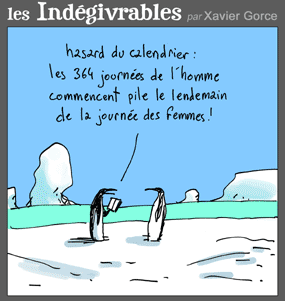 les Indégivrables par Xavier Gorce
hasard du calendrier :
les 364 journées de l'homme
commencent pile le lendemain
de la journée des femmes !